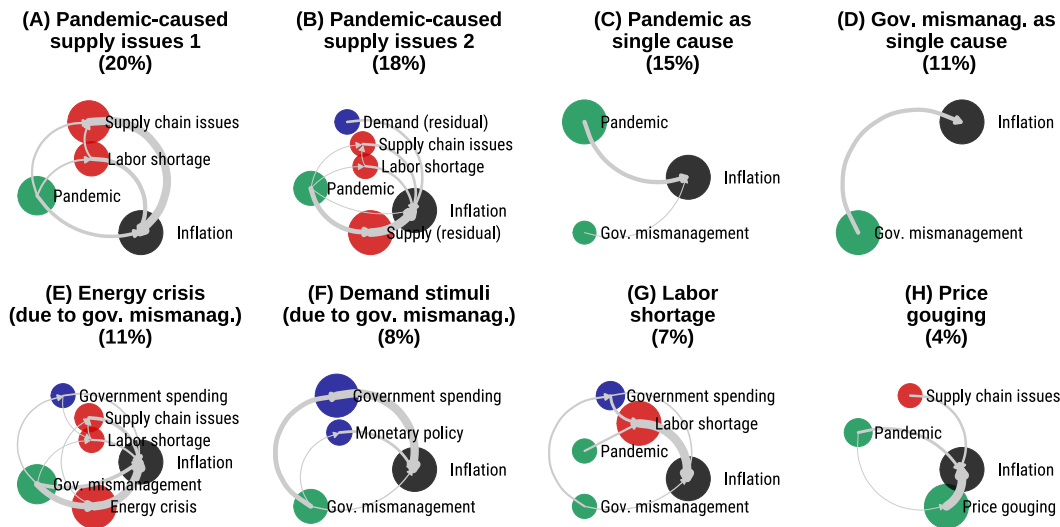 (A) Pandemic-caused
supply issues 1
(20%)
Supply chain issues
Labor shortage
Pandemic
Inflation
(B) Pandemic-caused
supply issues 2
(18%)
Demand (residual)
Supply chain issues
Labor shortage
Pandemic
Inflation
Supply (residual)
(C) Pandemic as
single cause
(15%)
Pandemic
Inflation
Gov. mismanagement
(D) Gov. mismanag. as
single cause
(11%)
Inflation
Gov. mismanagement
(E) Energy crisis
(due to gov. mismanag.)
(11%)
Government spending
Supply chain issues
Labor shortage
Inflation
Gov. mismanagement
Energy crisis
(F) Demand stimuli
(due to gov. mismanag.)
(8%)
Government spending
Monetary policy
Inflation
Gov. mismanagement
(G) Labor
shortage
(7%)
Government spending
Labor shortage
Pandemic
Inflation
Gov. mismanagement
(H) Price
gouging
(4%)
Supply chain issues
Pandemic
Inflation
Price gouging